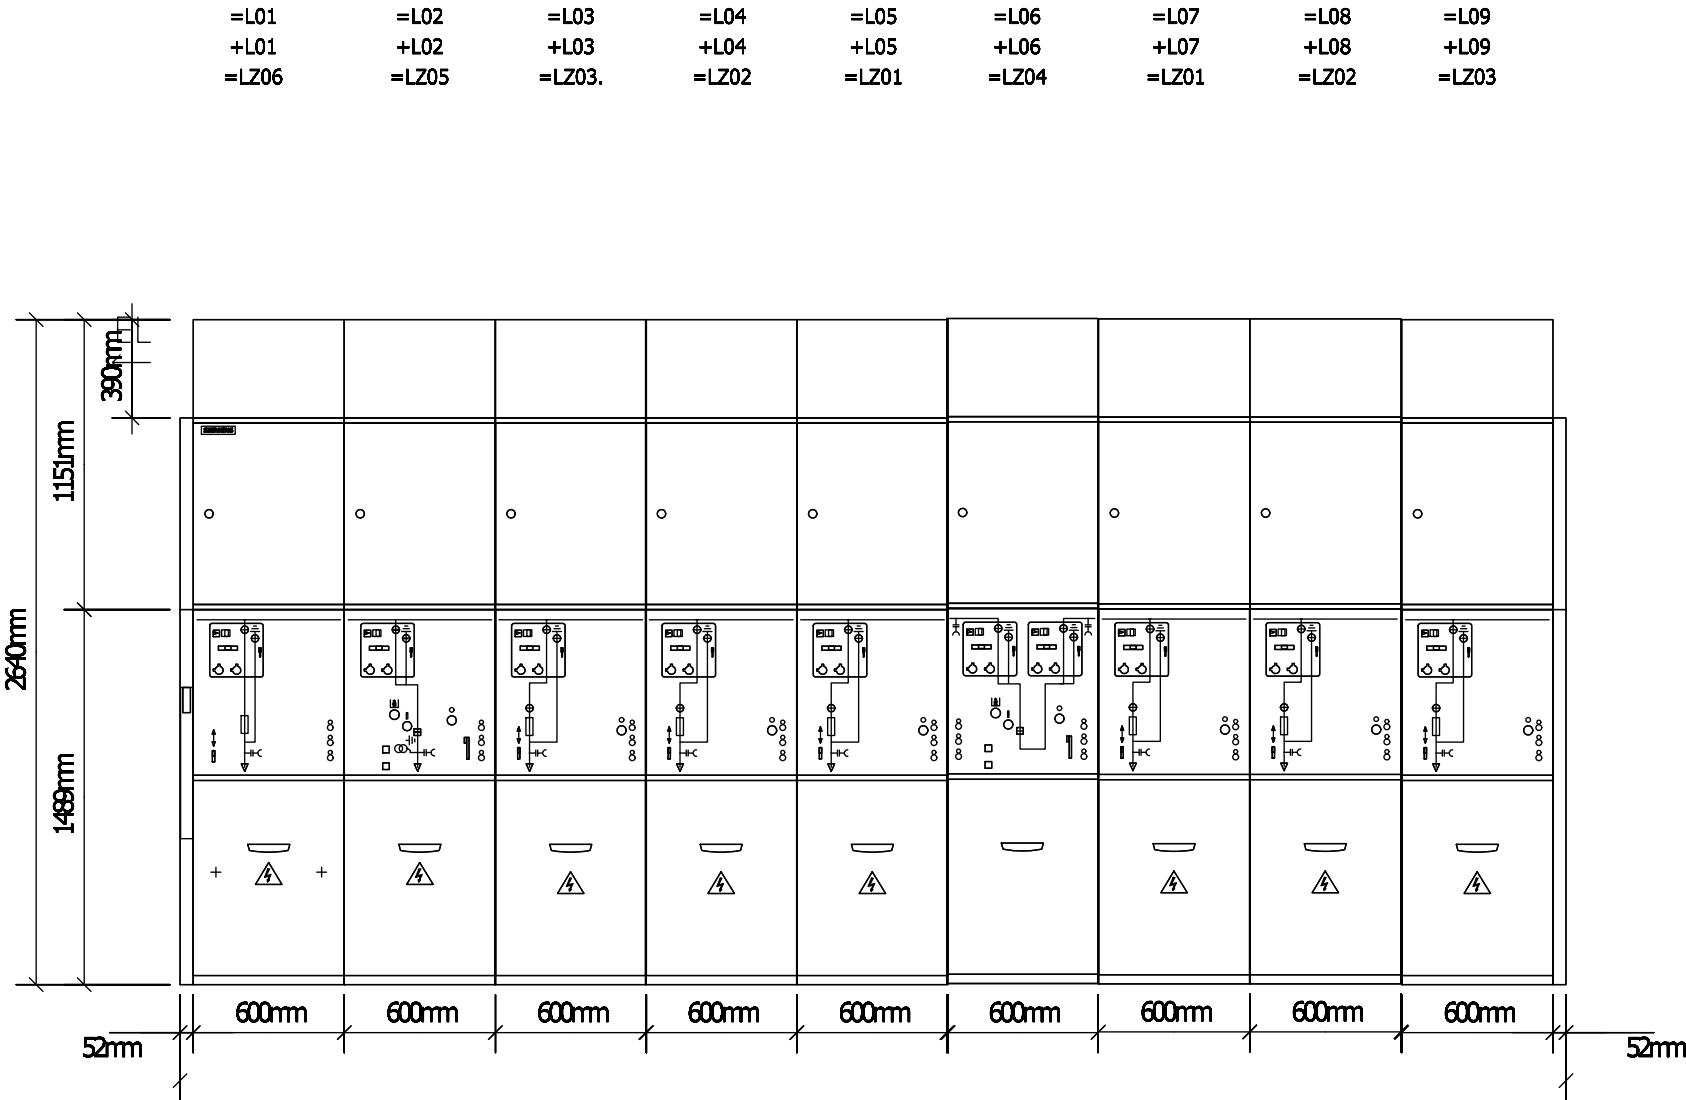 =L01 =L02 =L03 =L04 =L05 =L06 =L07 =L08 =L09
+L01 +L02 +L03 +L04 +L05 +L06 +L07 +L08 +L09
=LZ06 =LZ05 =LZ03. =LZ02 =LZ01 =LZ04 =LZ01 =LZ02 =LZ03
390mm
1151mm
2640mm
1489mm
600mm 600mm 600mm 600mm 600mm 600mm 600mm 600mm 600mm
52mm 52mm